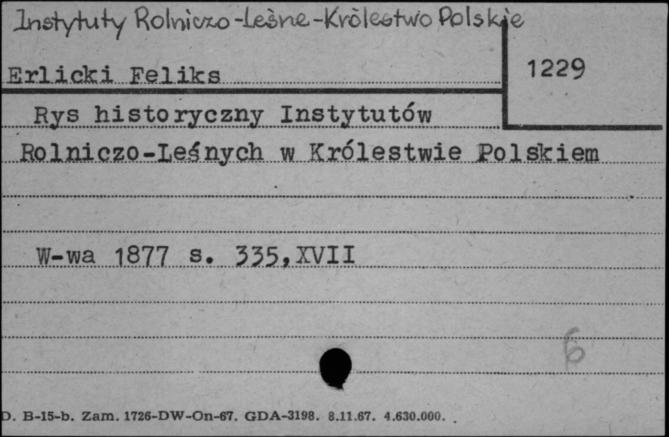 Instytuty Rolniczo-Leśne-Królestwo Polskie
Erlicki Feliks
1229
Rys historyczny Instytutów
Rolniczo-Leśnych w Królestwie Polskiem
W-wa 1877 s. 335,XVII
6
D. B-15-b. Zam. 1726-DW-On-67. GDA-3198. 8.11.67. 4.630.000.